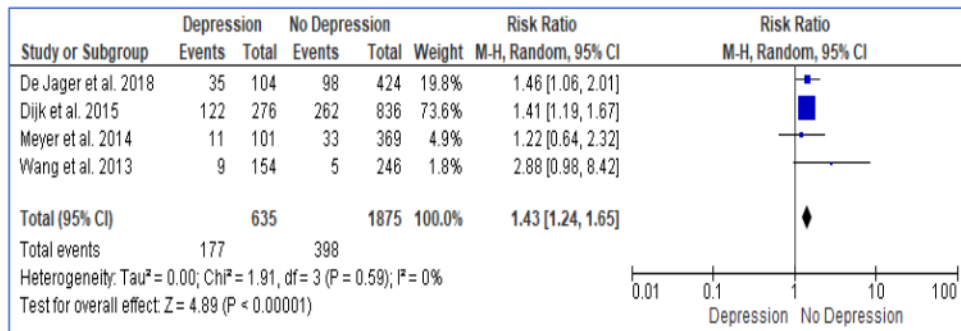 Depression No Depression Risk Ratio Risk Ratio
Study or Subgroup Events Total Events Total Weight M-H, Random, 95% CI M-H, Random, 95% CI
De Jager et al. 2018 35 104 98 424 19.8% 1.46 [1.06, 2.01]
Dijk et al. 2015 122 276 262 836 73.6% 1.41 [1.19, 1.67]
Meyer et al. 2014 11 101 33 369 4.9% 1.22 [0.64, 2.32]
Wang et al. 2013 9 154 5 246 1.8% 2.88 [0.98, 8.42]
Total (95% CI) 635 1875 100.0% 1.43 [1.24, 1.65]
Total events 177 398
Heterogeneity: Tau² = 0.00; Chi² = 1.91, df = 3 (P = 0.59); I² = 0%
Test for overall effect: Z = 4.89 (P < 0.00001)
0.01 0.1 1 10 100
Depression No Depression